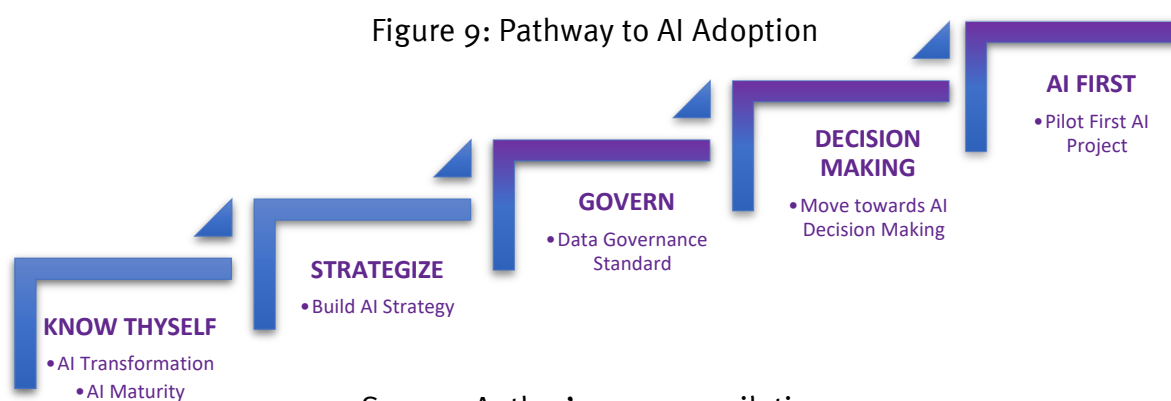 Figure 9: Pathway to AI Adoption
KNOW THYSELF
•AI Transformation
•AI Maturity
STRATEGIZE
•Build AI Strategy
GOVERN
•Data Governance
Standard
DECISION
MAKING
•Move towards AI
Decision Making
AI FIRST
•Pilot First AI
Project